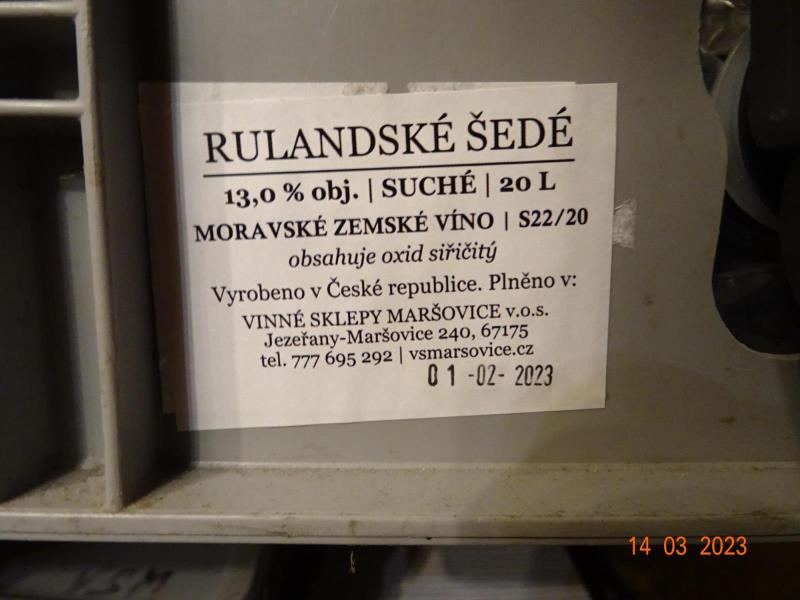 RULANDSKÉ ŠEDÉ
13,0 % obj. | SUCHÉ | 20 L
MORAVSKÉ ZEMSKÉ VÍNO | S22/20
obsahuje oxid siřičitý
Vyrobeno v České republice. Plněno v:
VINNÉ SKLEPY MARŠOVICE v.o.s.
Jezeřany-Maršovice 240, 67175
tel. 777 695 292 | vsmarsovice.cz
01-02-2023
14 03 2023